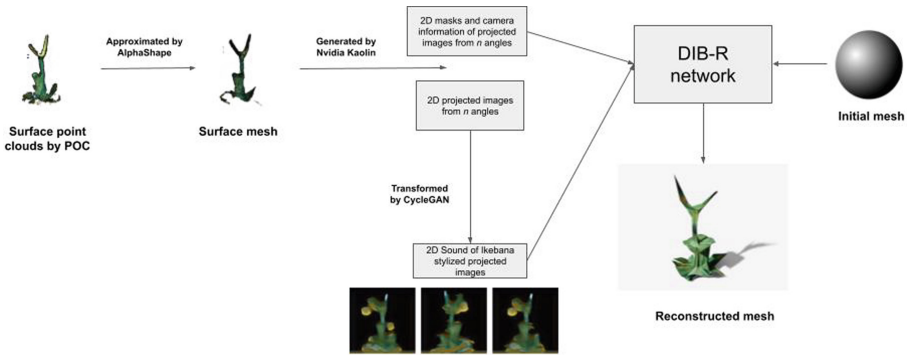 Surface point
clouds by POC
Approximated by
AlphaShape
Surface mesh
Generated by
Nvidia Kaolin
2D masks and camera
information of projected
images from n angles
2D projected images
from n angles
Transformed
by CycleGAN
2D Sound of Ikebana
stylized projected
images
DIB-R
network
Initial mesh
Reconstructed mesh